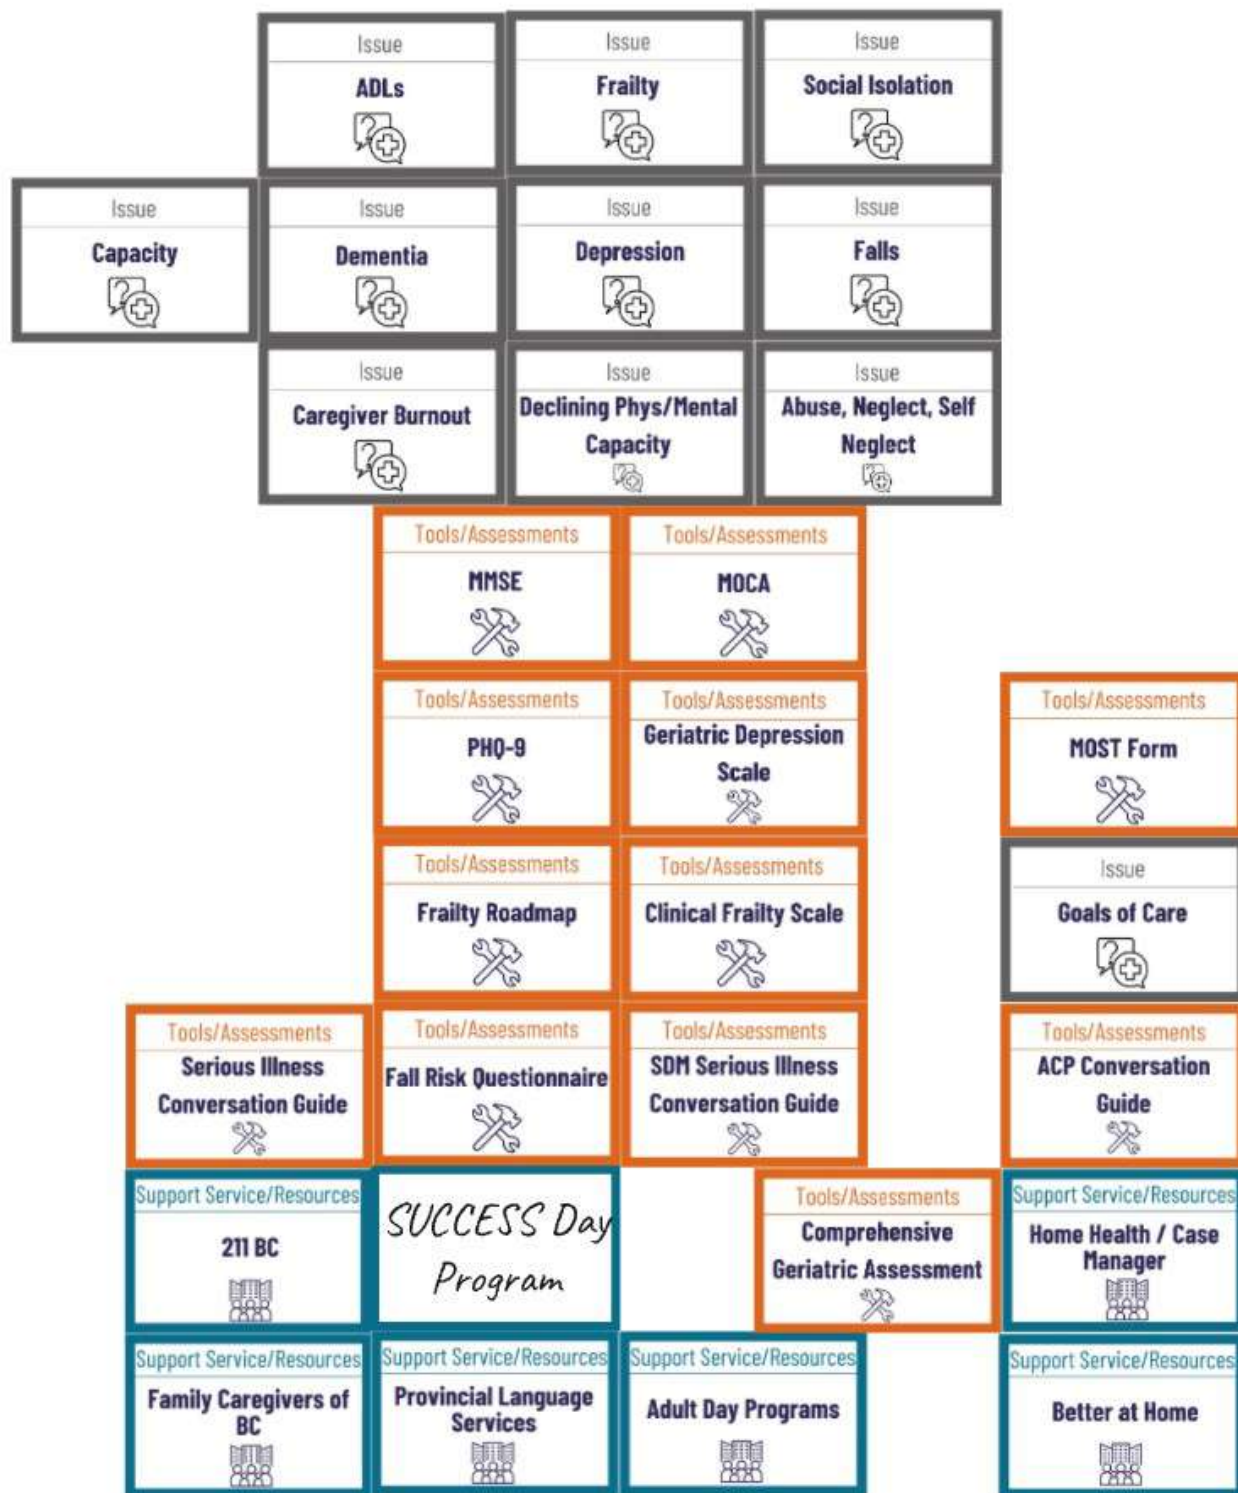 Issue
ADLs
Issue
Frailty
Issue
Social Isolation
Issue
Capacity
Issue
Dementia
Issue
Depression
Issue
Falls
Issue
Caregiver Burnout
Issue
Declining Phys/Mental
Capacity
Issue
Abuse, Neglect, Self
Neglect
Tools/Assessments
MMSE
Tools/Assessments
MOCA
Tools/Assessments
PHQ-9
Tools/Assessments
Geriatric Depression
Scale
Tools/Assessments
MOST Form
Tools/Assessments
Frailty Roadmap
Tools/Assessments
Clinical Frailty Scale
Issue
Goals of Care
Tools/Assessments
Serious Illness
Conversation Guide
Tools/Assessments
Fall Risk Questionnaire
Tools/Assessments
SDM Serious Illness
Conversation Guide
Tools/Assessments
ACP Conversation
Guide
Support Service/Resources
211 BC
SUCCESS Day
Program
Tools/Assessments
Comprehensive
Geriatric Assessment
Support Service/Resources
Home Health / Case
Manager
Support Service/Resources
Family Caregivers of
BC
Support Service/Resources
Provincial Language
Services
Support Service/Resources
Adult Day Programs
Support Service/Resources
Better at Home